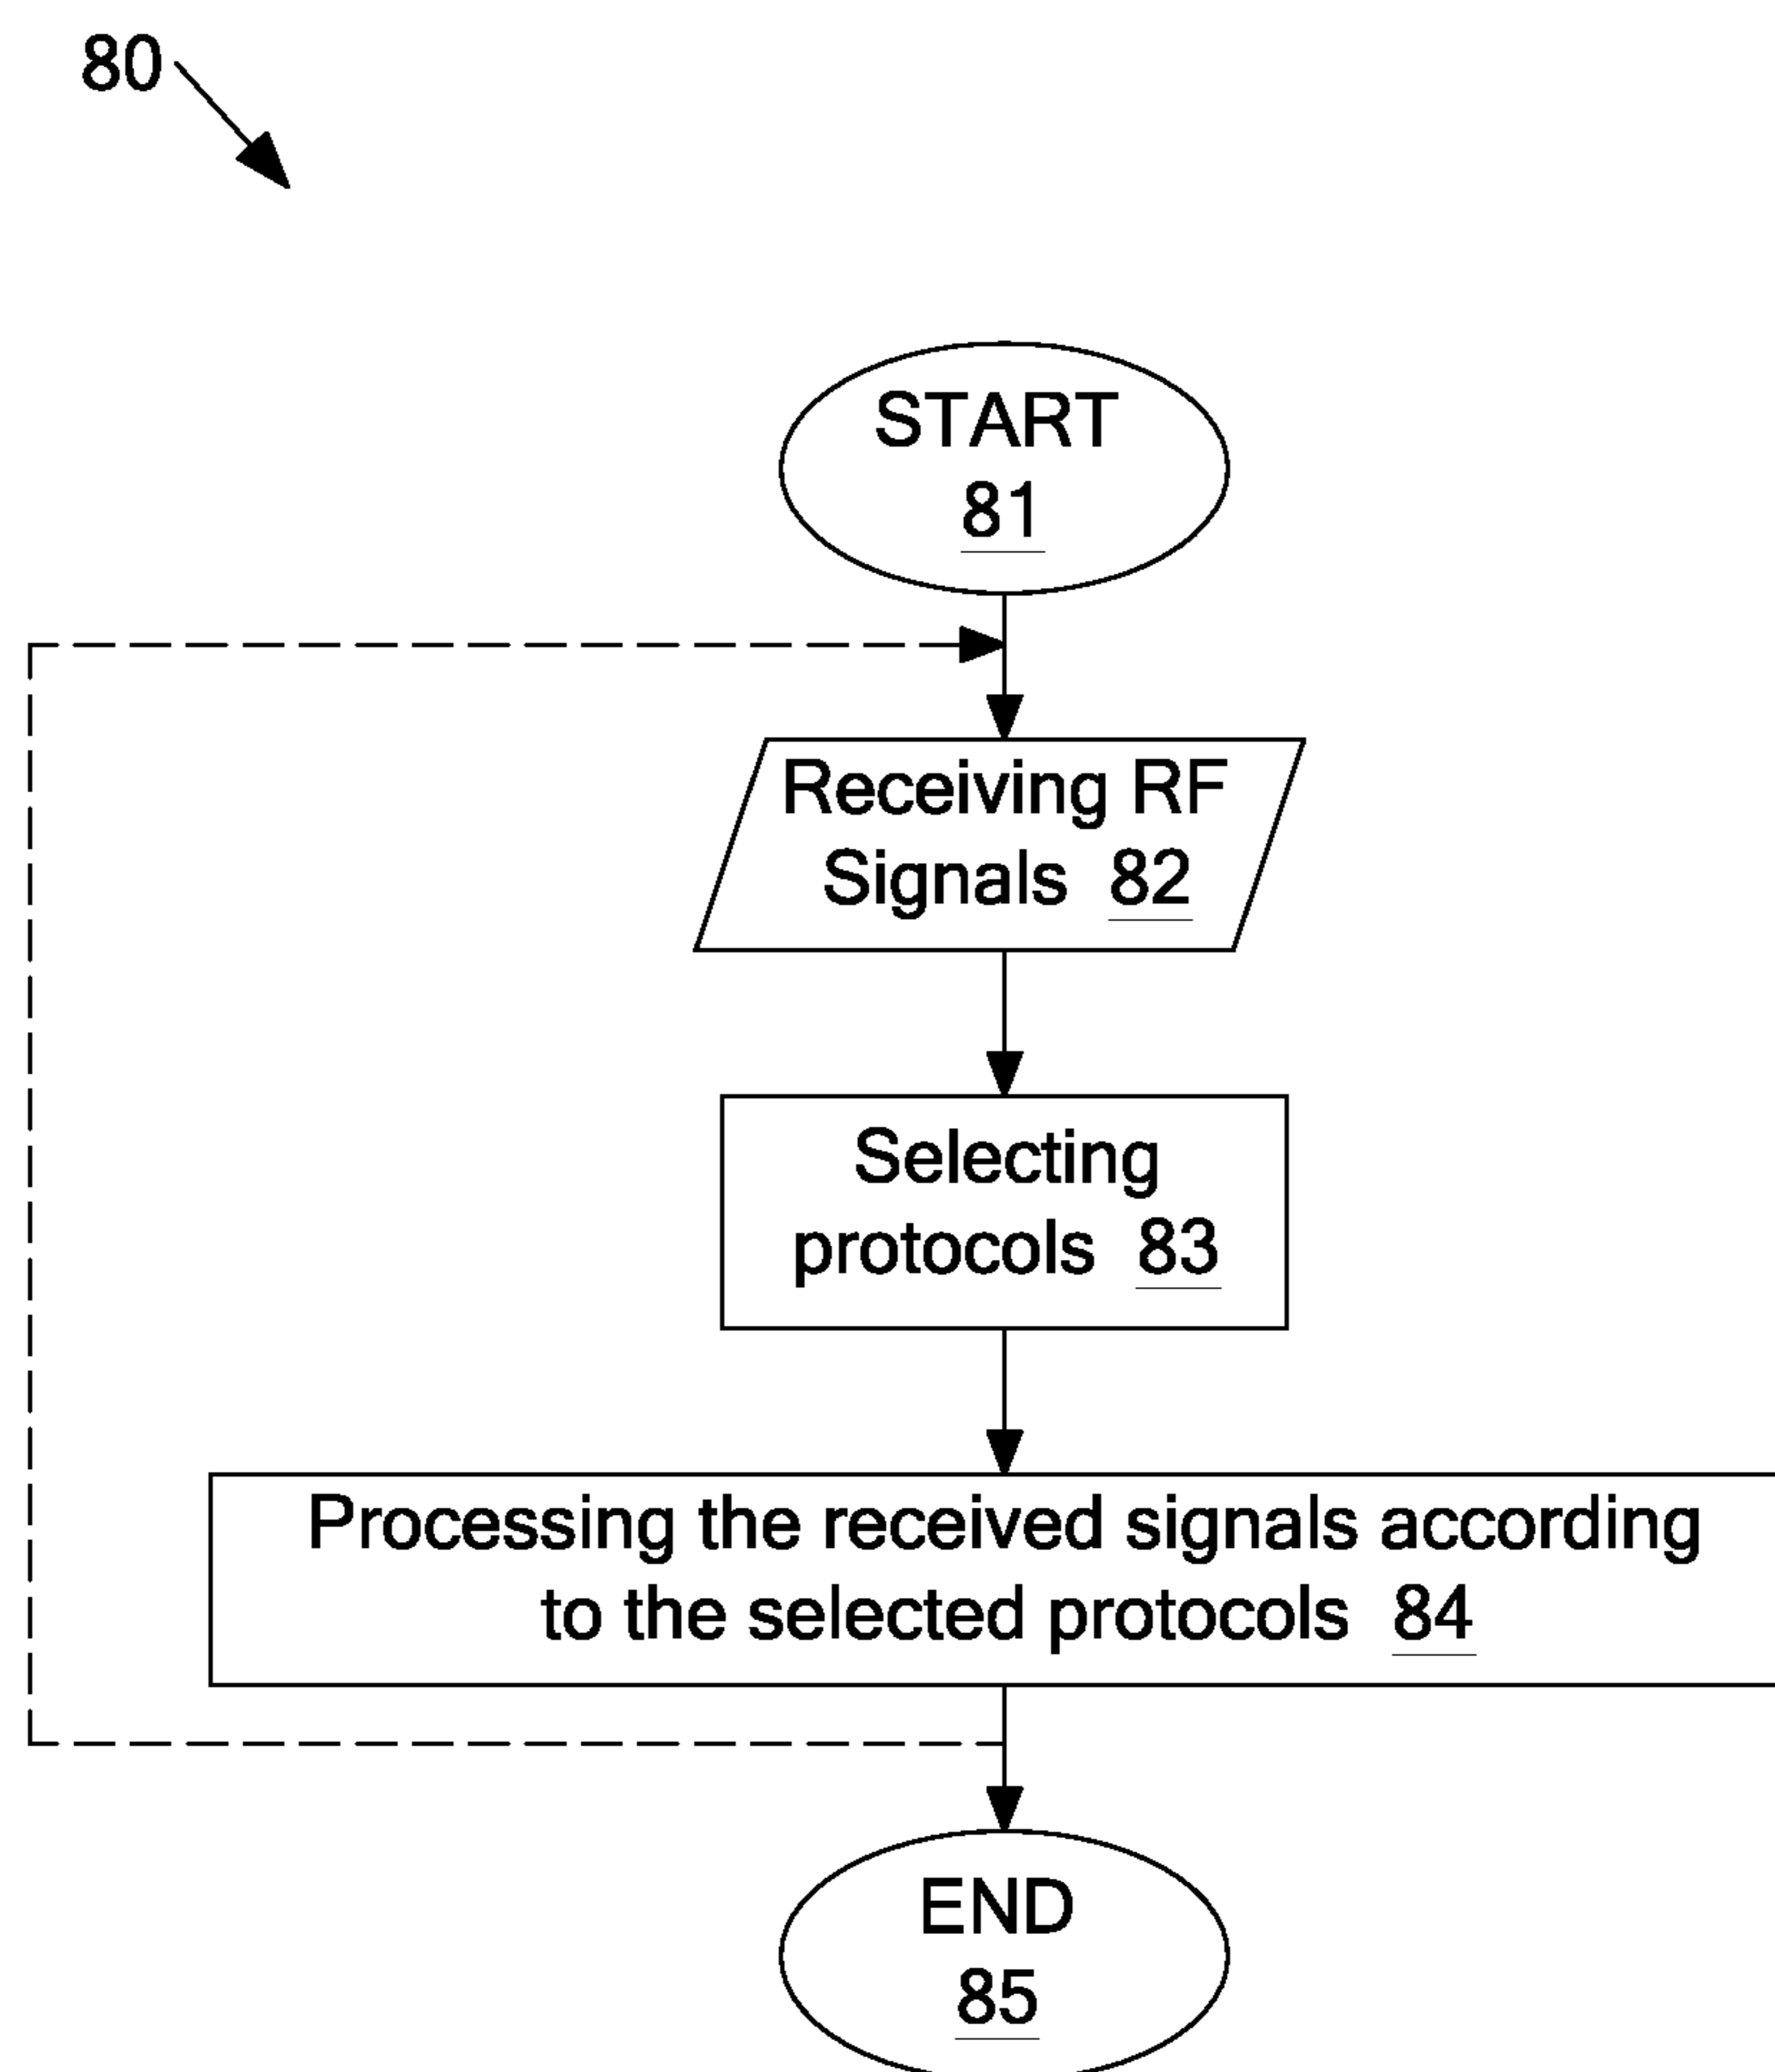 80
START
81
Receiving RF
Signals 82
Selecting
protocols 83
Processing the received signals according
to the selected protocols 84
END
85